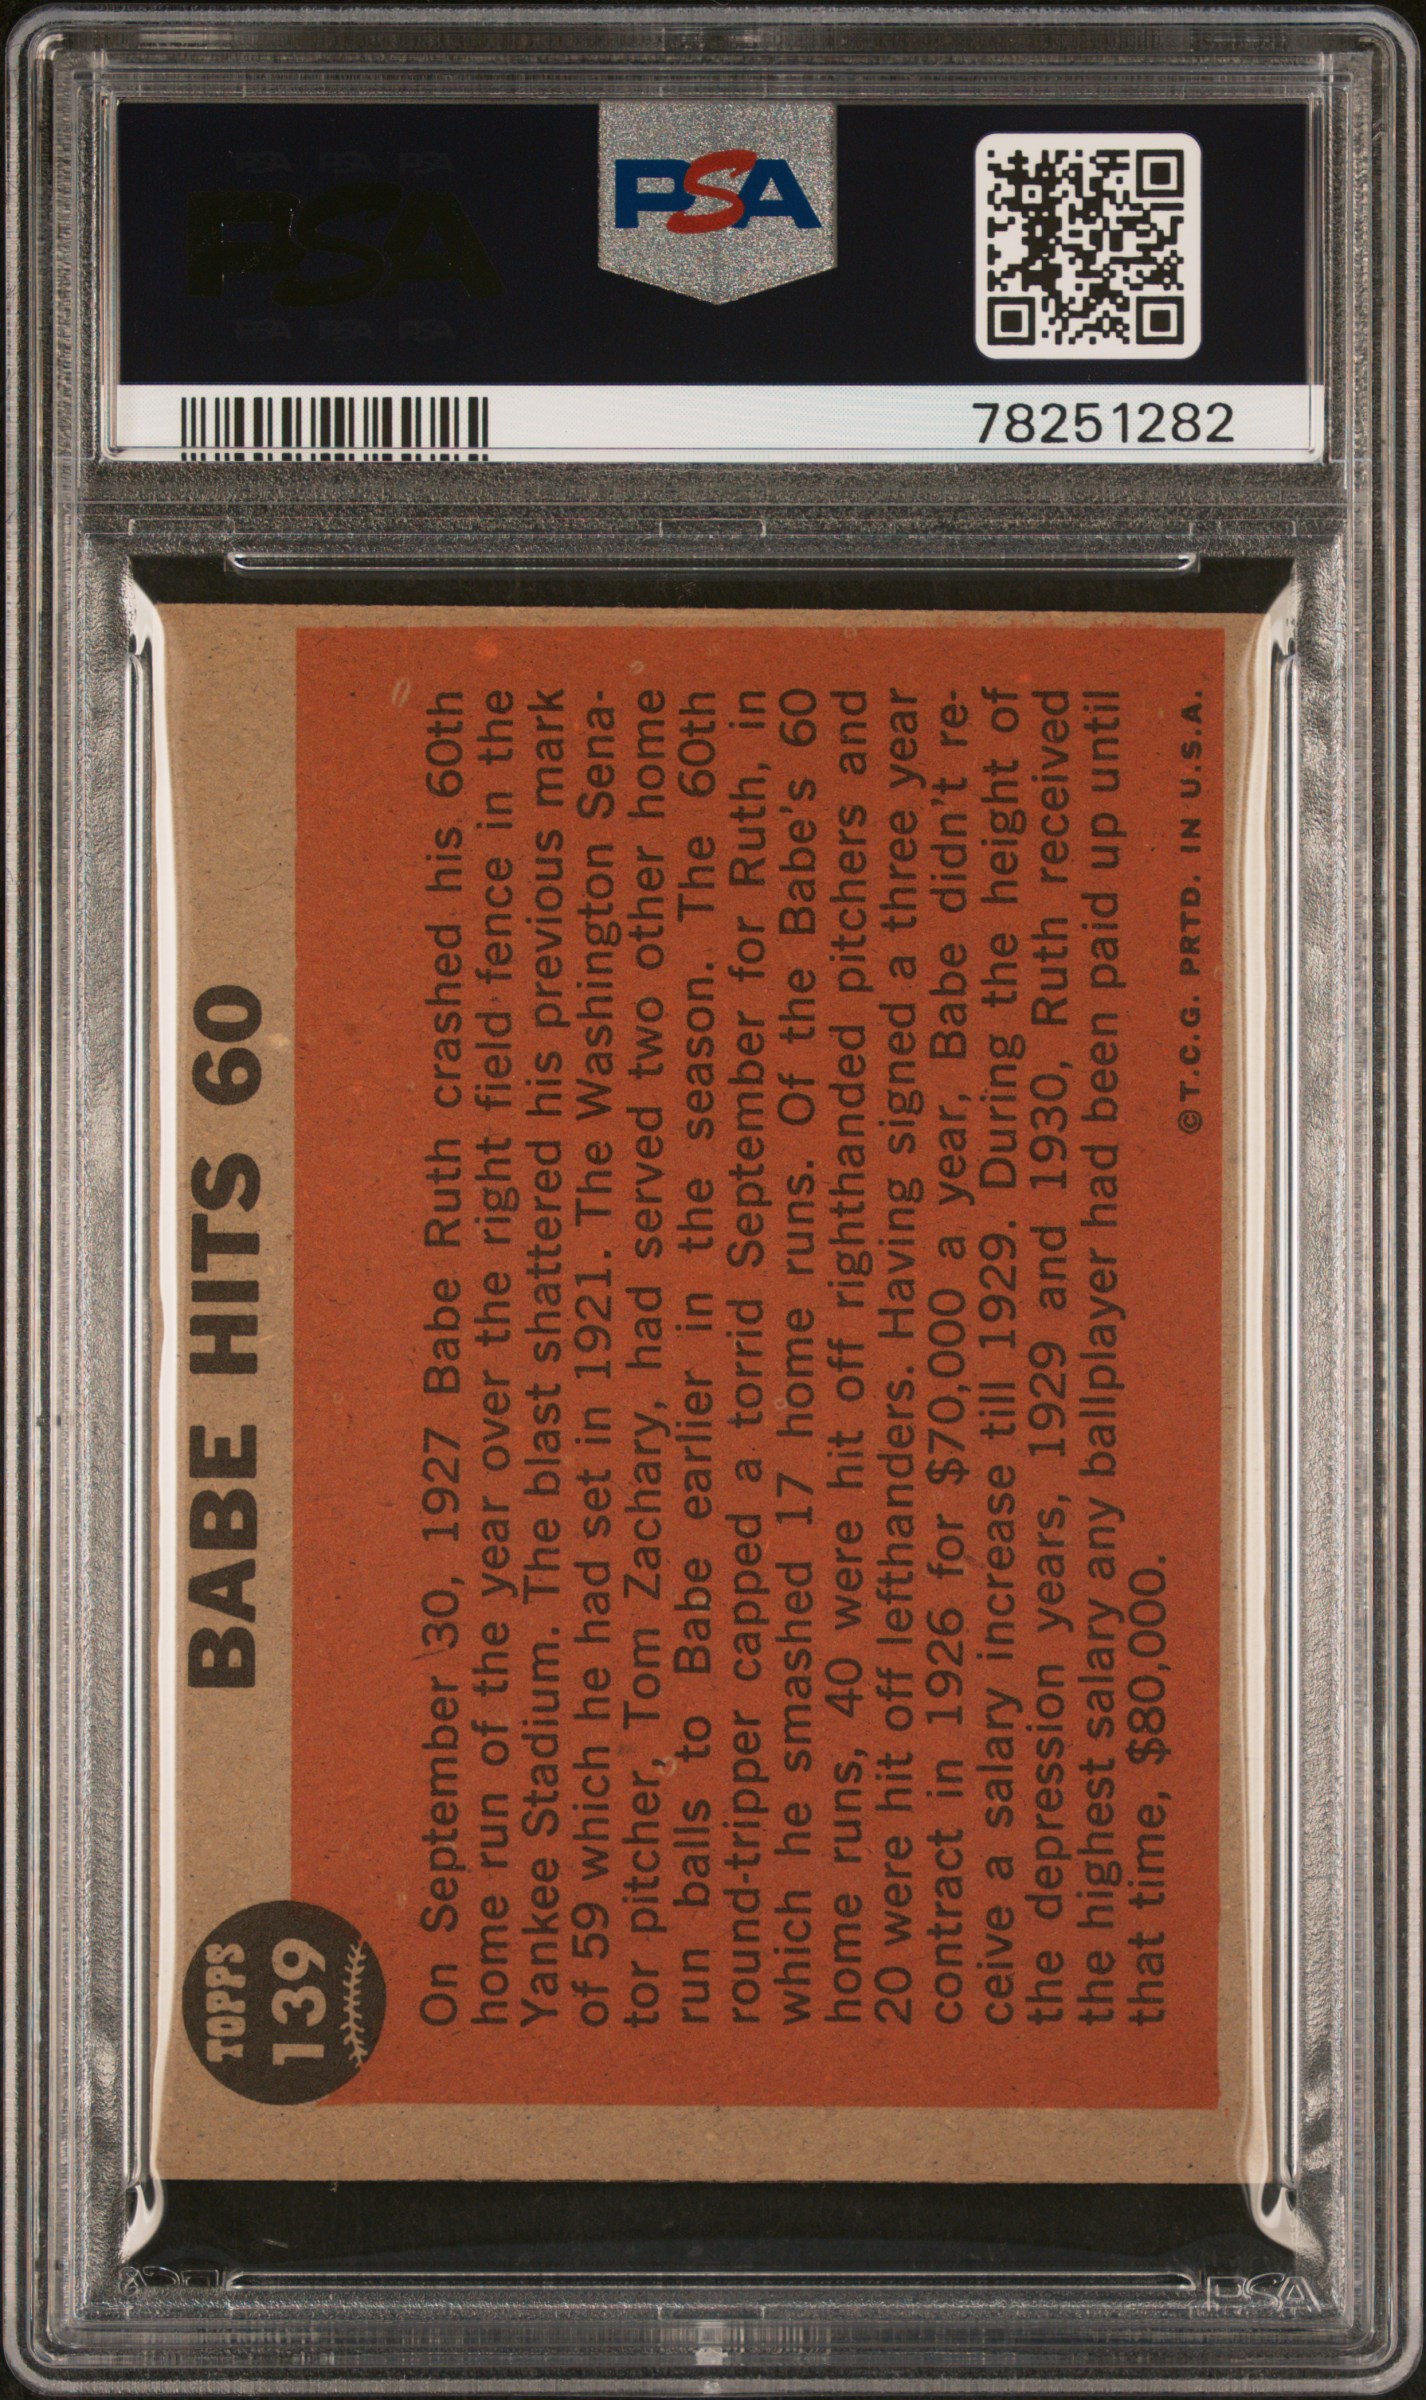 PSA PSA PSA
PSA
PSA PSA PSA
PSA
78251282
TOPPS
139
BABE HITS 60
On September 30, 1927 Babe Ruth crashed his 60th
home run of the year over the right field fence in the
Yankee Stadium. The blast shattered his previous mark
of 59 which he had set in 1921. The Washington Sena-
tor pitcher, Tom Zachary, had served two other home
run balls to Babe earlier in the season. The 60th
round-tripper capped a torrid September for Ruth, in
which he smashed 17 home runs. Of the Babe's 60
home runs, 40 were hit off righthanded pitchers and
20 were hit off lefthanders. Having signed a three year
contract in 1926 for $70,000 a year, Babe didn't re-
ceive a salary increase till 1929. During the height of
the depression years, 1929 and 1930, Ruth received
the highest salary any ballplayer had been paid up until
that time, $80,000.
© T.C.G. PRTD. IN U.S.A.
PSA